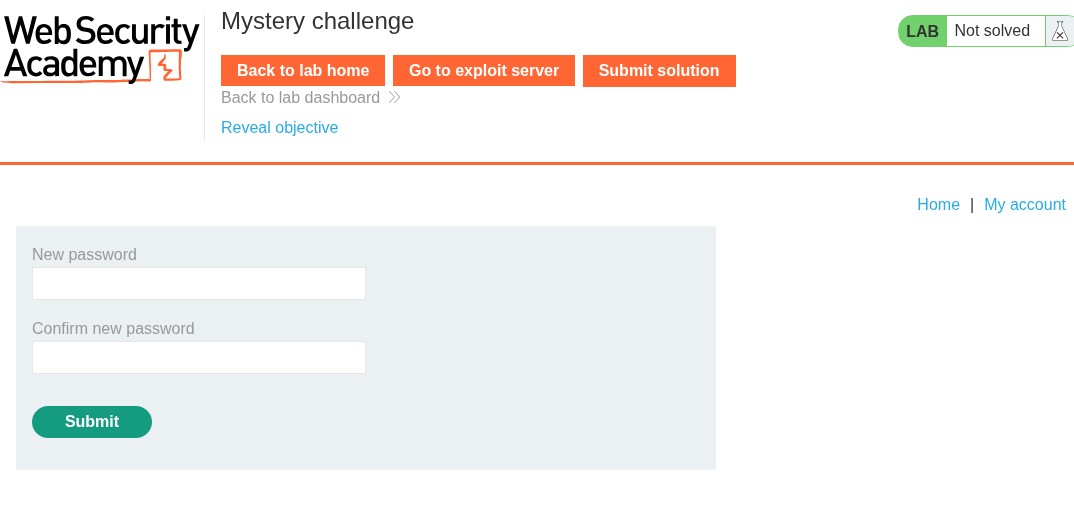 Web Security
Academy
Mystery challenge
LAB Not solved
Back to lab home Go to exploit server Submit solution
Back to lab dashboard
Reveal objective
Home | My account
New password
Confirm new password
Submit